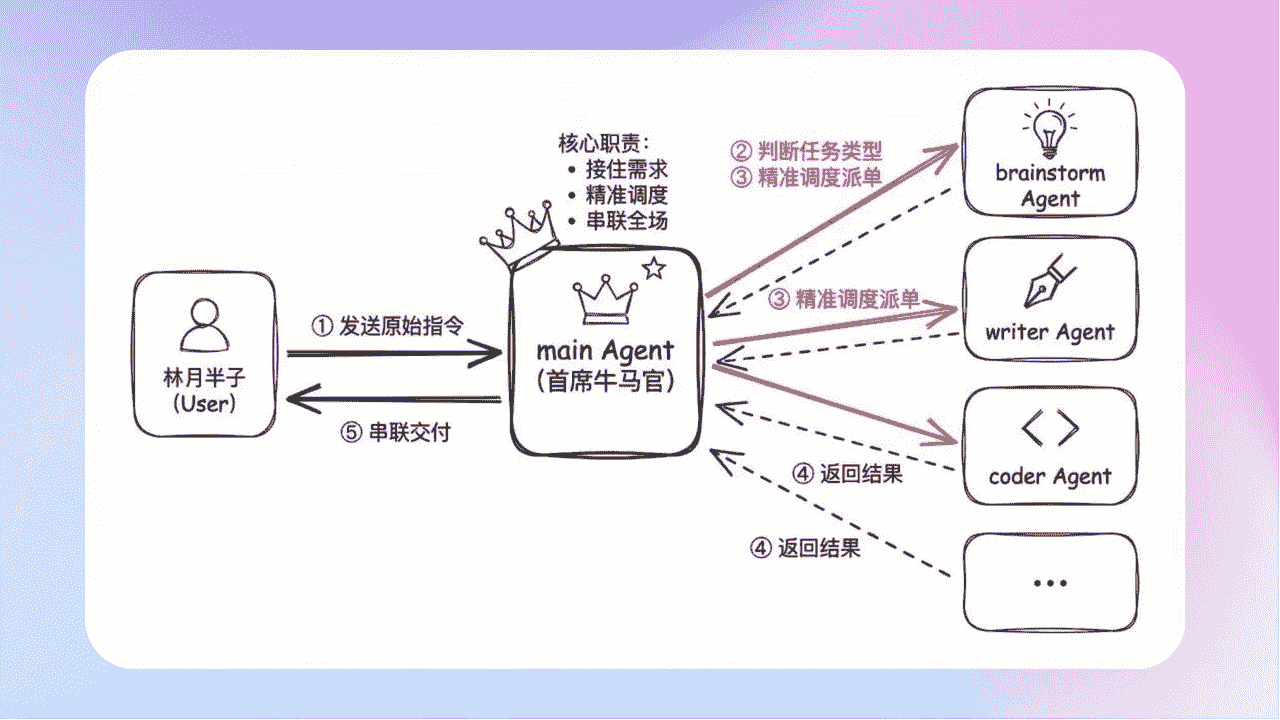 核心职责：
• 接住需求
• 精准调度
• 串联全场
② 判断任务类型
③ 精准调度派单
brainstorm
Agent
③ 精准调度派单
writer Agent
① 发送原始指令
main Agent
（首席牛马官）
林月半子
（User）
⑤ 串联交付
④ 返回结果
coder Agent
④ 返回结果
...